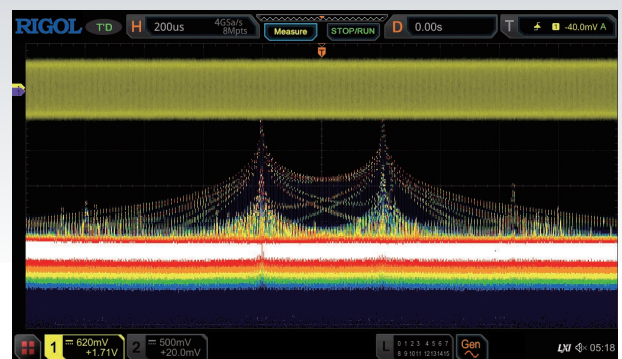 RIGOL T'D H 200us 4GSa/s 8Mpts Measure STOP/RUN D 0.00s T 1 -40.0mV A
T
1 620mV +1.71V 2 500mV +20.0mV L 0 1 2 3 4 5 6 7 8 9 10 11 12 13 14 15 Gen LXI 05:18